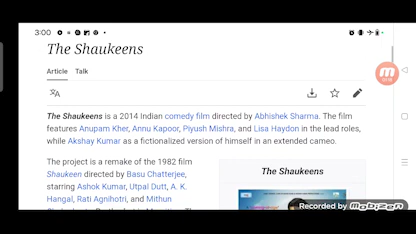 3:00
The Shaukeens
Article Talk
The Shaukeens is a 2014 Indian comedy film directed by Abhishek Sharma. The film
features Anupam Kher, Annu Kapoor, Piyush Mishra, and Lisa Haydon in the lead roles,
while Akshay Kumar as a fictionalized version of himself in an extended cameo.
The project is a remake of the 1982 film
Shaukeen directed by Basu Chatterjee,
starring Ashok Kumar, Utpal Dutt, A. K.
Hangal, Rati Agnihotri, and Mithun
The Shaukeens
Recorded by MOBIZEN